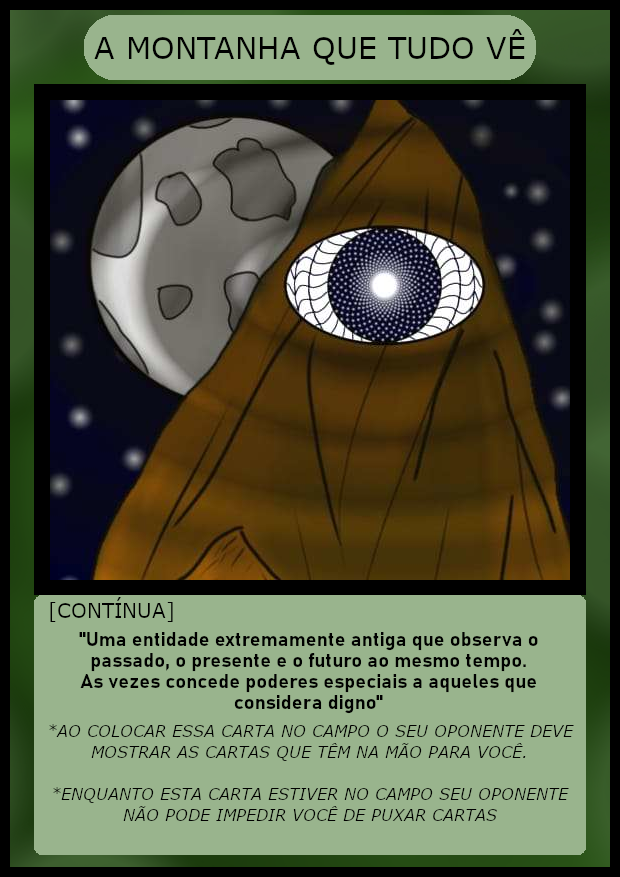 A MONTANHA QUE TUDO VÊ
[CONTÍNUA]
"Uma entidade extremamente antiga que observa o
passado, o presente e o futuro ao mesmo tempo.
As vezes concede poderes especiais a aqueles que
considera digno"
*AO COLOCAR ESSA CARTA NO CAMPO O SEU OPONENTE DEVE
MOSTRAR AS CARTAS QUE TÊM NA MÃO PARA VOCÊ.
*ENQUANTO ESTA CARTA ESTIVER NO CAMPO SEU OPONENTE
NÃO PODE IMPEDIR VOCÊ DE PUXAR CARTAS